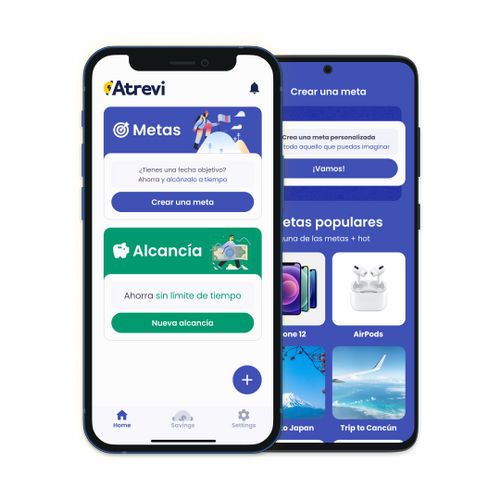 Atrevi
Metas
¿Tienes una fecha objetivo?
Ahorra y alcánzalo a tiempo
Crear una meta
Alcancía
Ahorra sin límite de tiempo
Nueva alcancía
+
Home
Savings
Settings
Crear una meta
Crea una meta personalizada
todo aquello que puedas imaginar
¡Vamos!
etas populares
una de las metas + hot
one 12
AirPods
to Japan
Trip to Cancún